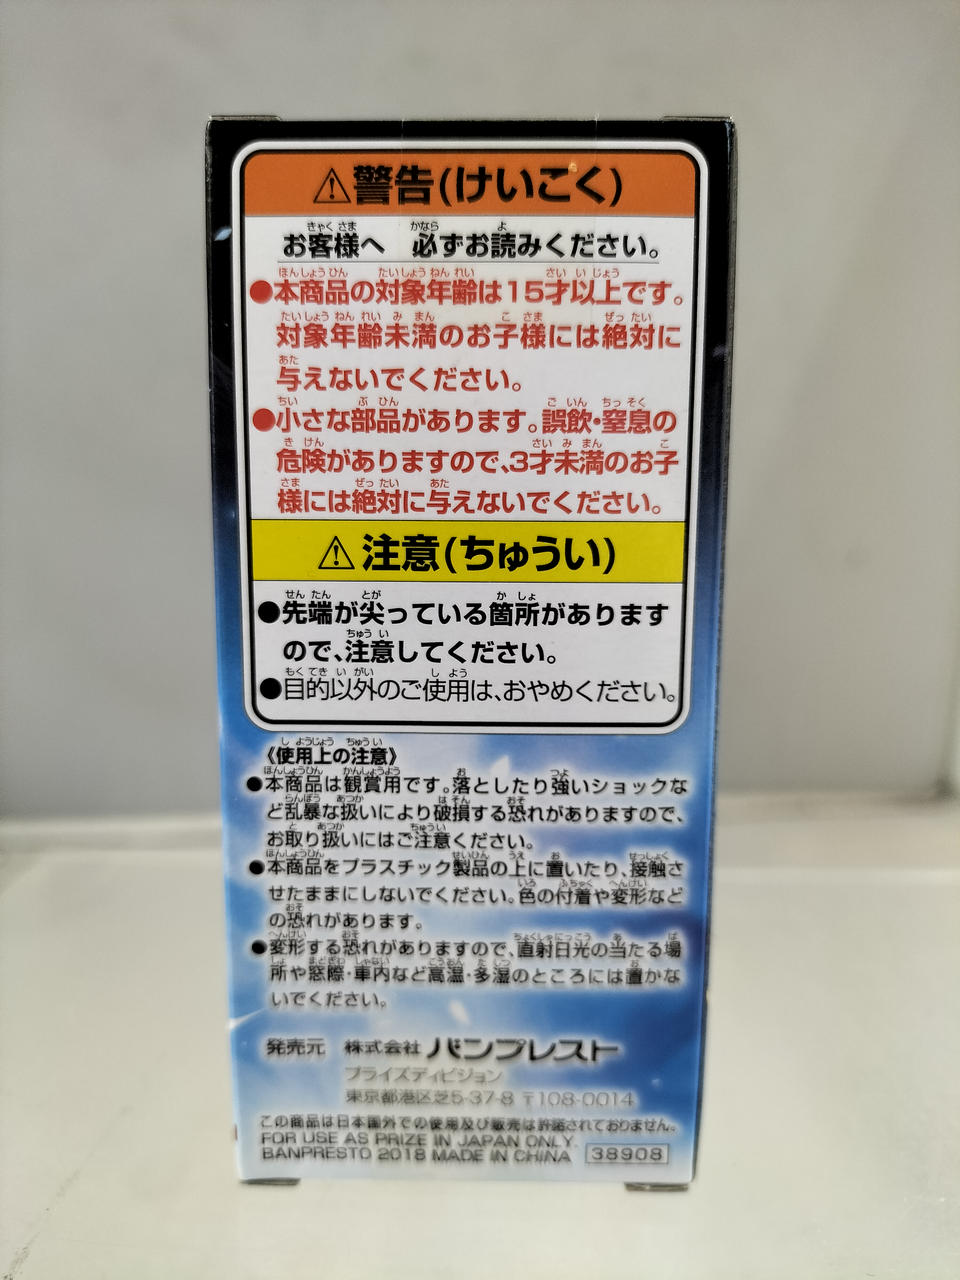 ⚠警告(けいこく)
お客様へ 必ずお読みください。
●本商品の対象年齢は15才以上です。
対象年齢未満のお子様には絶対に
与えないでください。
●小さな部品があります。誤飲・窒息の
危険がありますので、3才未満のお子
様には絶対に与えないでください。
⚠注意(ちゅうい)
●先端が尖っている箇所があります
ので、注意してください。
●目的以外のご使用は、おやめください。
《使用上の注意》
●本商品は観賞用です。落としたり強いショックな
ど乱暴な扱いにより破損する恐れがありますので、
お取り扱いにはご注意ください。
●本商品をプラスチック製品の上に置いたり、接触さ
せたままにしないでください。色の付着や変形など
の恐れがあります。
●変形する恐れがありますので、直射日光の当たる場
所や窓際・車内など高温・多湿のところには置かな
いでください。
発売元 株式会社 バンプレスト
プライズディビジョン
東京都港区芝5-37-8 〒108-0014
この商品は日本国外での使用及び販売は許諾されておりません。
FOR USE AS PRIZE IN JAPAN ONLY.
BANPRESTO 2018 MADE IN CHINA 38908